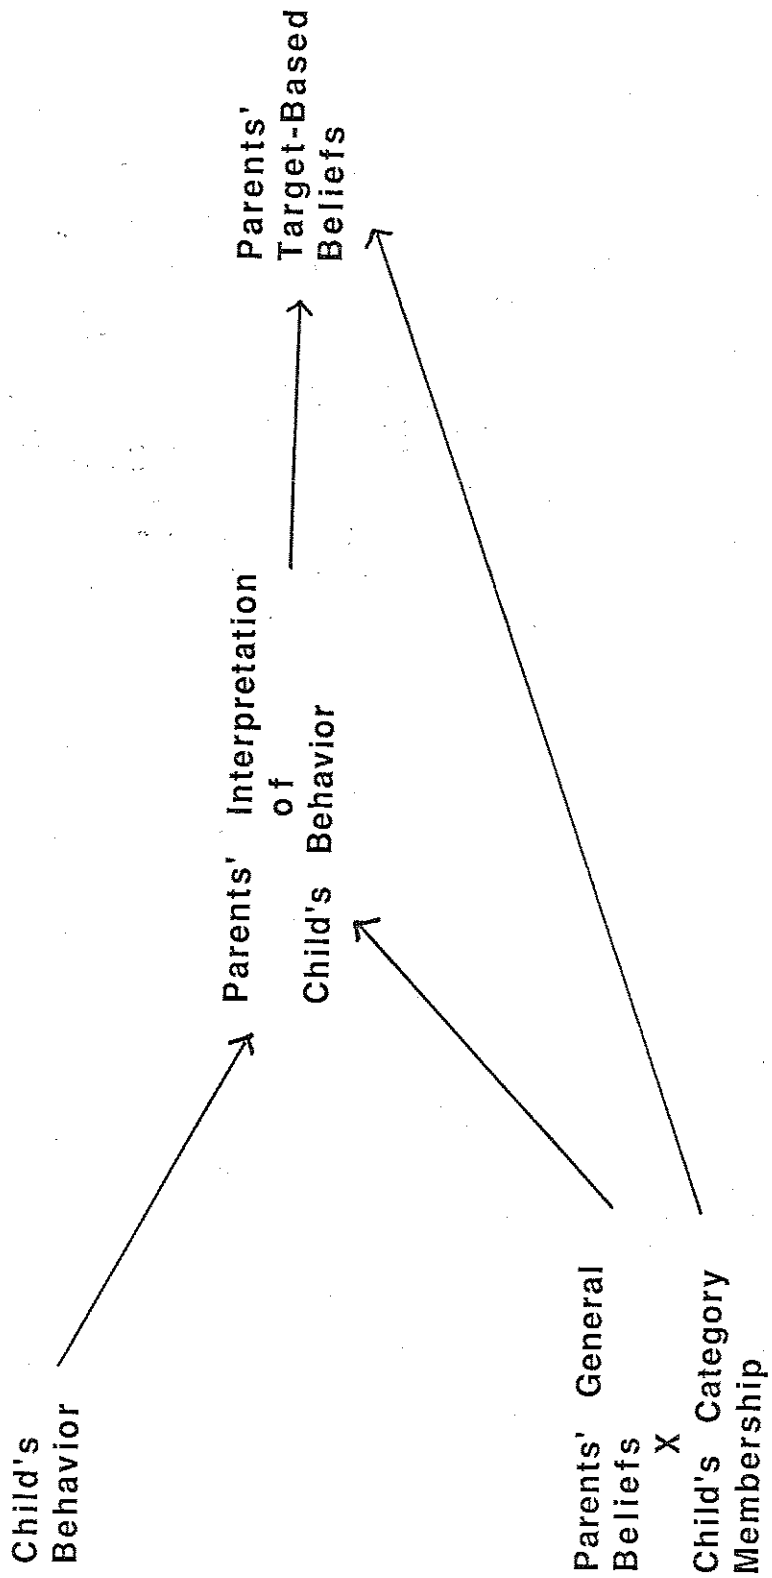 Child's
Behavior
Parents' Interpretation
of
Child's Behavior
Parents'
Target-Based
Beliefs
Parents' General
Beliefs
X
Child's Category
Membership